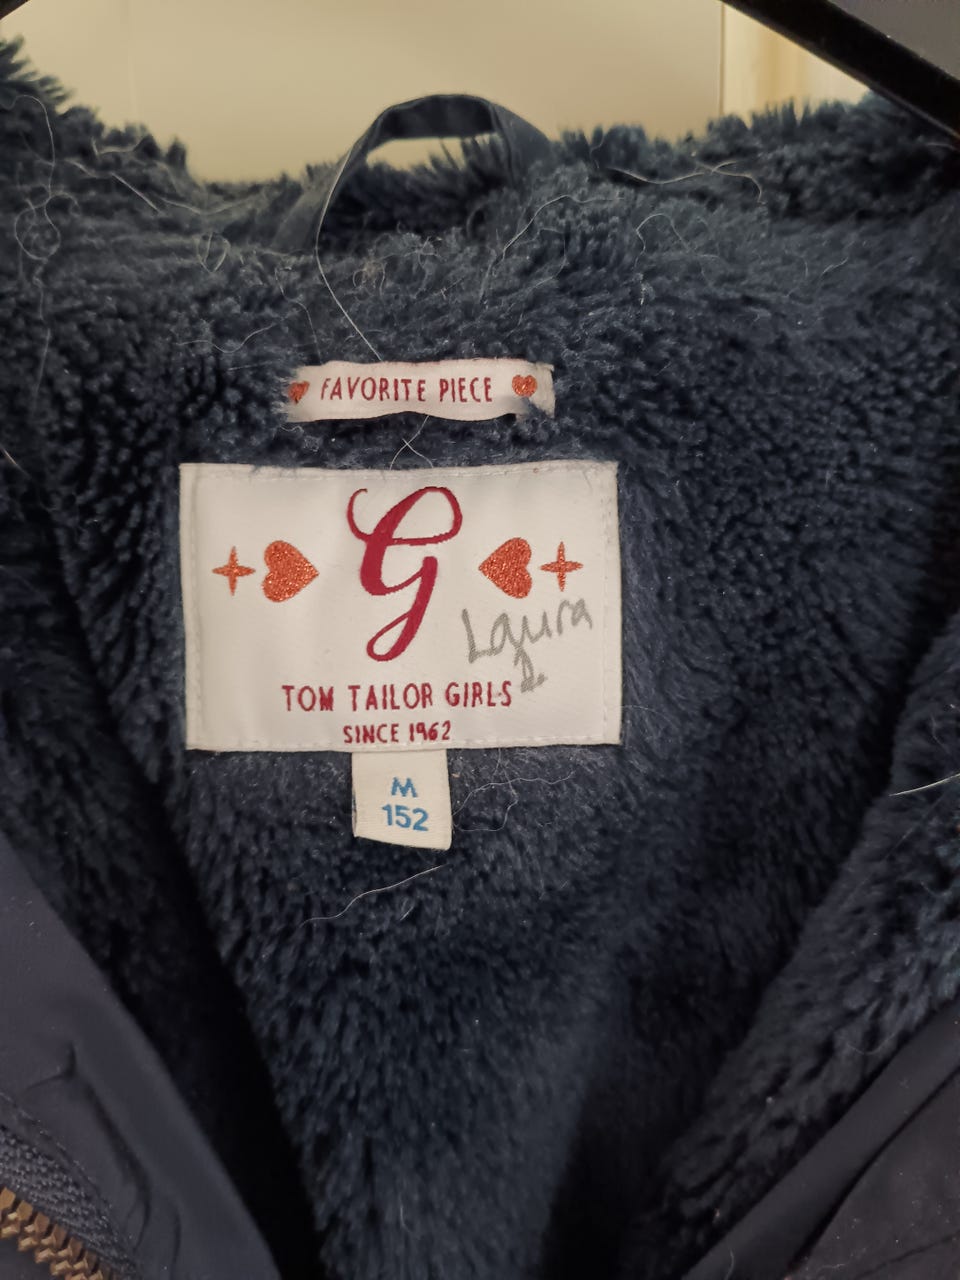 FAVORITE PIECE
G
Laura
TOM TAILOR GIRLS
SINCE 1962
M
152